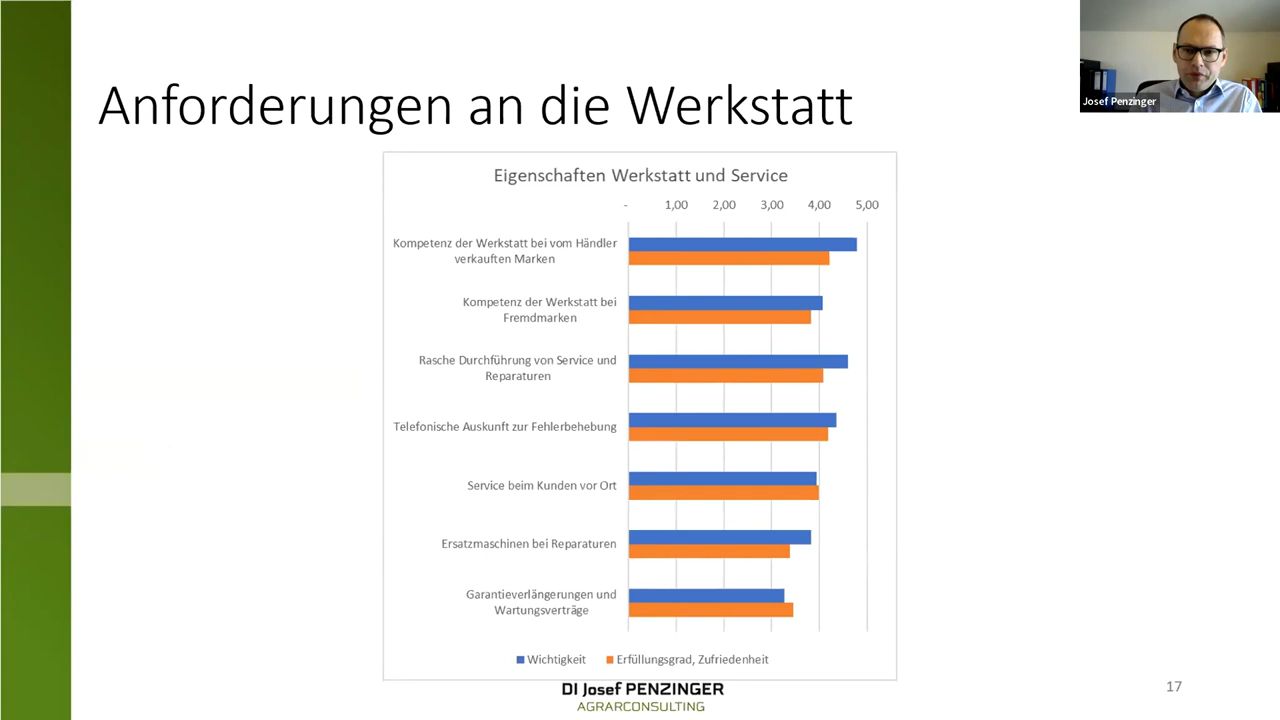 Anforderungen an die Werkstatt
Josef Penzinger
Eigenschaften Werkstatt und Service
- 1,00 2,00 3,00 4,00 5,00
Kompetenz der Werkstatt bei vom Händler
verkauften Marken
Kompetenz der Werkstatt bei
Fremdmarken
Rasche Durchführung von Service und
Reparaturen
Telefonische Auskunft zur Fehlerbehebung
Service beim Kunden vor Ort
Ersatzmaschinen bei Reparaturen
Garantieverlängerungen und
Wartungsverträge
Wichtigkeit Erfüllungsgrad, Zufriedenheit
DI Josef PENZINGER
AGRARCONSULTING
17